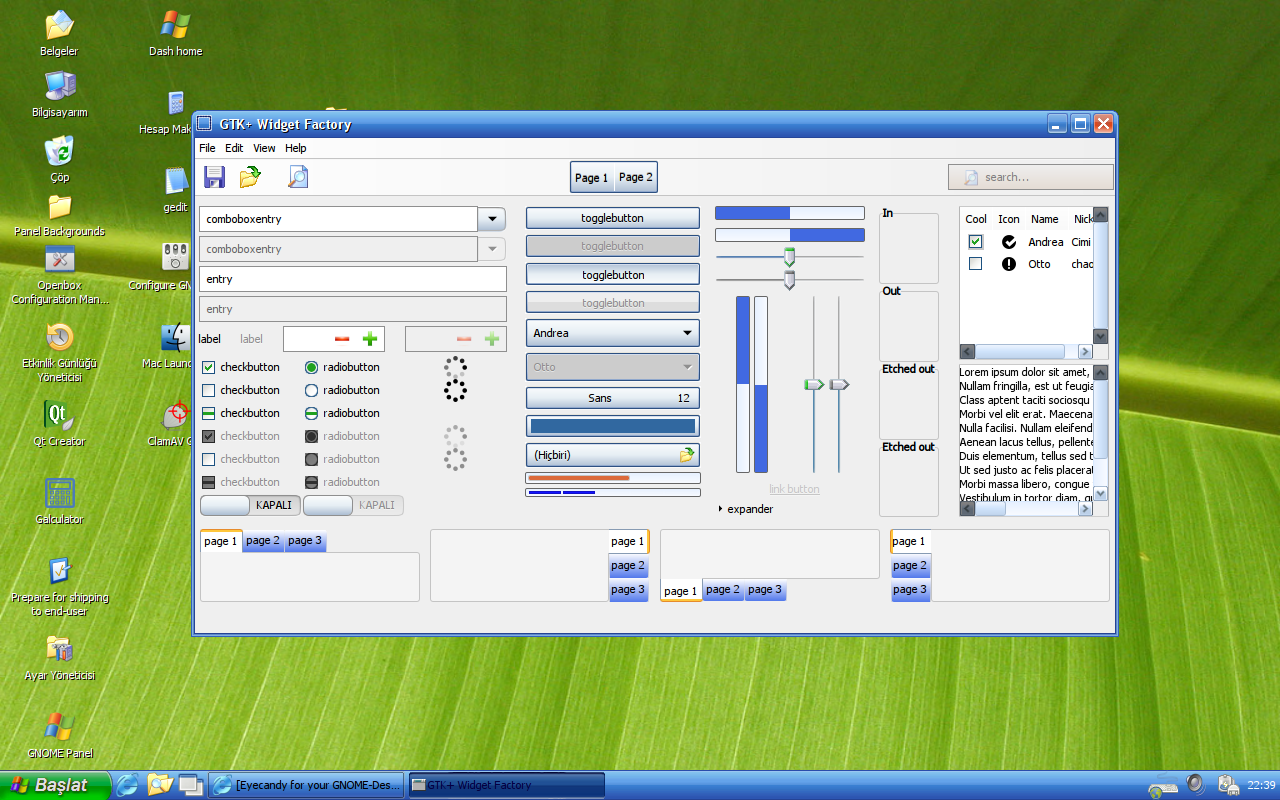 Belgeler
Dash home
Bilgisayarım
Hesap Mak
Çöp
gedit
Panel Backgrounds
Configure GN
Openbox
Configuration Man...
Etkinlik Günlüğü
Yöneticisi
Mac Launc
Qt Creator
ClamAV
Galculator
Prepare for shipping
to end-user
Ayar Yöneticisi
GNOME Panel
GTK+ Widget Factory
File Edit View Help
Page 1 Page 2
search...
comboboxentry
comboboxentry
entry
entry
label label
checkbutton radiobutton
checkbutton radiobutton
checkbutton radiobutton
checkbutton radiobutton
checkbutton radiobutton
checkbutton radiobutton
KAPALI KAPALI
togglebutton
togglebutton
togglebutton
togglebutton
Andrea
Otto
Sans 12
(Hiçbiri)
link button
expander
In
Out
Etched out
Etched out
Cool Icon Name Nick
Andrea Cimi
Otto chao
Lorem ipsum dolor sit amet,
Nullam fringilla, est ut feugia
Class aptent taciti sociosqu
Morbi vel elit erat. Maecena
Nulla facilisi. Nullam eleifend
Aenean lacus tellus, pellente
Duis elementum, tellus sed t
Ut sed justo ac felis placerat
Morbi massa libero, congue
Vestibulum in tortor diam, qu
page 1 page 2 page 3
page 1
page 2
page 3
page 1 page 2 page 3
page 1
page 2
page 3
Başlat
[Eyecandy for your GNOME-Des...
GTK+ Widget Factory
22:39